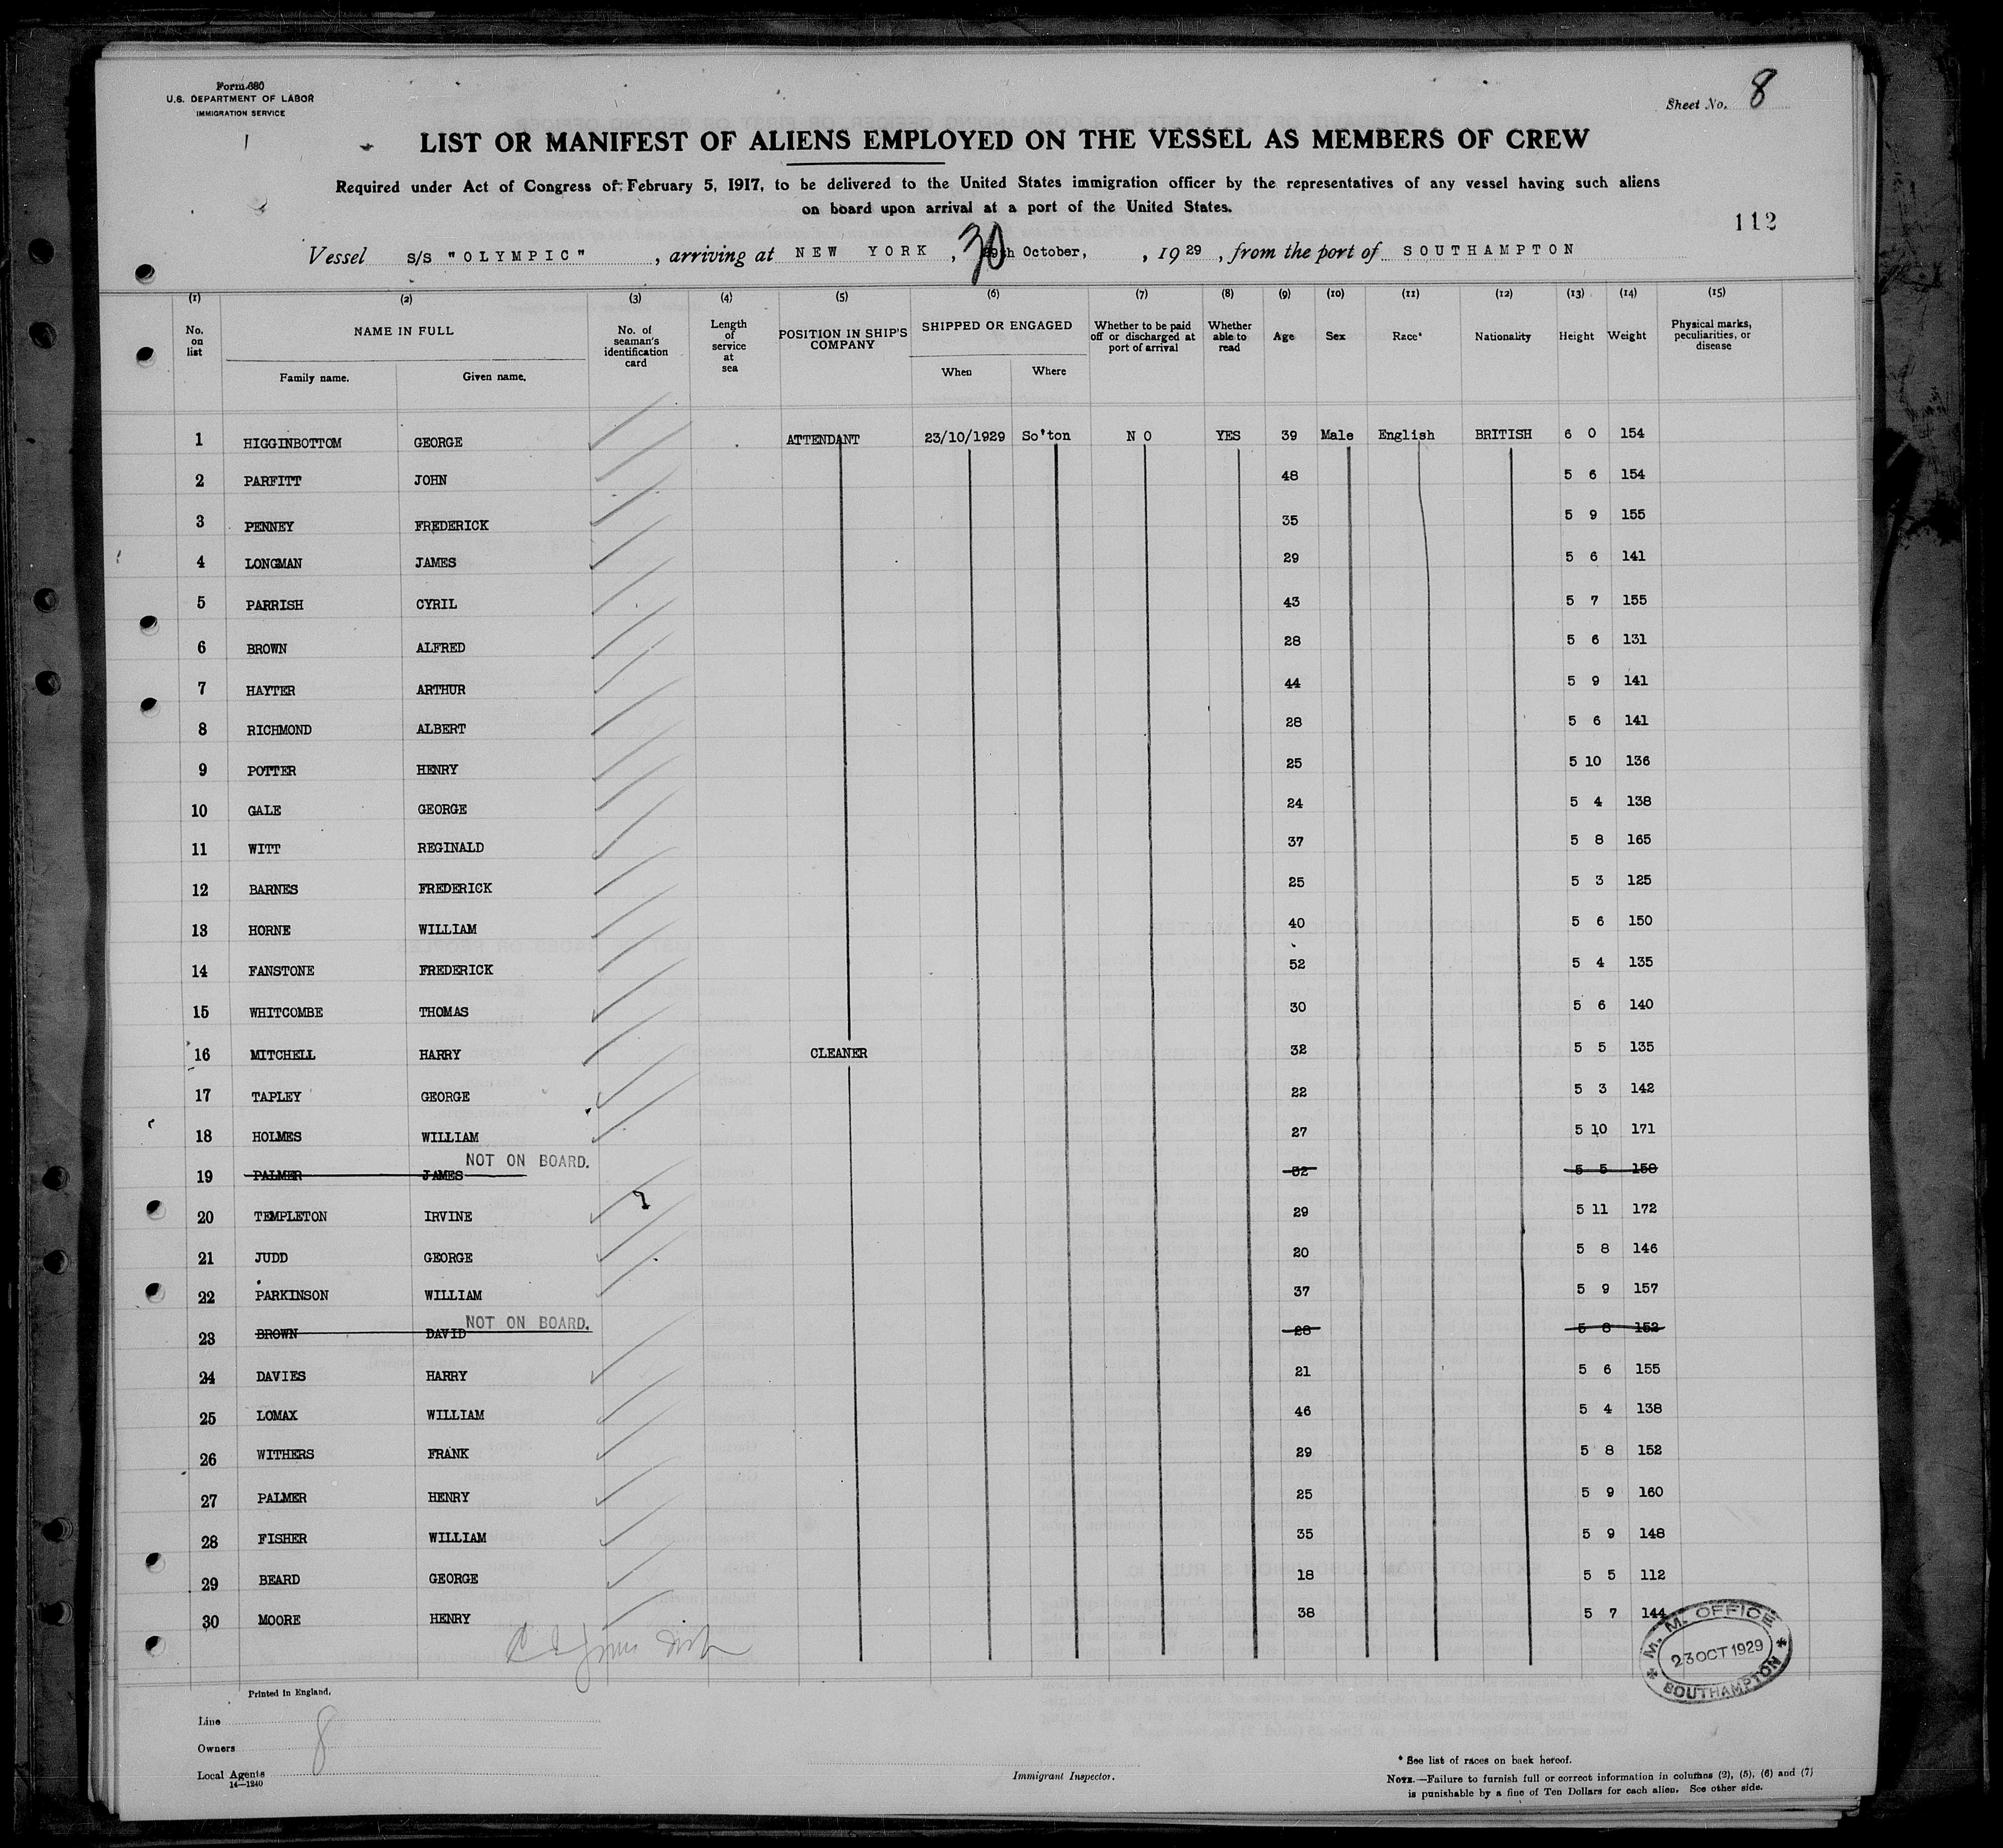 Form 680
U.S. DEPARTMENT OF LABOR
IMMIGRATION SERVICE
Sheet No. 8
LIST OR MANIFEST OF ALIENS EMPLOYED ON THE VESSEL AS MEMBERS OF CREW
Required under Act of Congress of February 5, 1917, to be delivered to the United States immigration officer by the representatives of any vessel having such aliens
on board upon arrival at a port of the United States.
112
Vessel S/S "OLYMPIC", arriving at NEW YORK, 30 October, , 1929, from the port of SOUTHAMPTON
(1) (2) (3) (4) (5) (6) (7) (8) (9) (10) (11) (12) (13) (14) (15)
No. on list NAME IN FULL Family name. Given name. No. of seaman's identification card Length of service at sea POSITION IN SHIP'S COMPANY SHIPPED OR ENGAGED When Where Whether to be paid off or discharged at port of arrival Whether able to read Age Sex Race* Nationality Height Weight Physical marks, peculiarities, or disease
1 HIGGINBOTTOM GEORGE ATTENDANT 23/10/1929 So'ton NO YES 39 Male English BRITISH 6 0 154
2 PARFITT JOHN 48 5 6 154
3 PENNEY FREDERICK 35 5 9 155
4 LONGMAN JAMES 29 5 6 141
5 PARRISH CYRIL 43 5 7 155
6 BROWN ALFRED 28 5 6 131
7 HAYTER ARTHUR 44 5 9 141
8 RICHMOND ALBERT 28 5 6 141
9 POTTER HENRY 25 5 10 136
10 GALE GEORGE 24 5 4 138
11 WITT REGINALD 37 5 8 165
12 BARNES FREDERICK 25 5 3 125
13 HORNE WILLIAM 40 5 6 150
14 FANSTONE FREDERICK 52 5 4 135
15 WHITCOMBE THOMAS 30 5 6 140
16 MITCHELL HARRY CLEANER 32 5 5 135
17 TAPLEY GEORGE 22 5 3 142
18 HOLMES WILLIAM 27 5 10 171
NOT ON BOARD.
19 PALMER JAMES 32 5 5 158
20 TEMPLETON IRVINE 29 5 11 172
21 JUDD GEORGE 20 5 8 146
22 PARKINSON WILLIAM 37 5 9 157
NOT ON BOARD.
23 BROWN DAVID 28 5 8 152
24 DAVIES HARRY 21 5 6 155
25 LOMAX WILLIAM 46 5 4 138
26 WITHERS FRANK 29 5 8 152
27 PALMER HENRY 25 5 9 160
28 FISHER WILLIAM 35 5 9 148
29 BEARD GEORGE 18 5 5 112
30 MOORE HENRY 38 5 7 144
M. M. OFFICE
23 OCT 1929
SOUTHAMPTON
Printed in England.
Line
Owners 8
Local Agents
14—1240
Immigrant Inspector.
* See list of races on back hereof.
NOTE.—Failure to furnish full or correct information in columns (2), (5), (6) and (7)
is punishable by a fine of Ten Dollars for each alien. See other side.